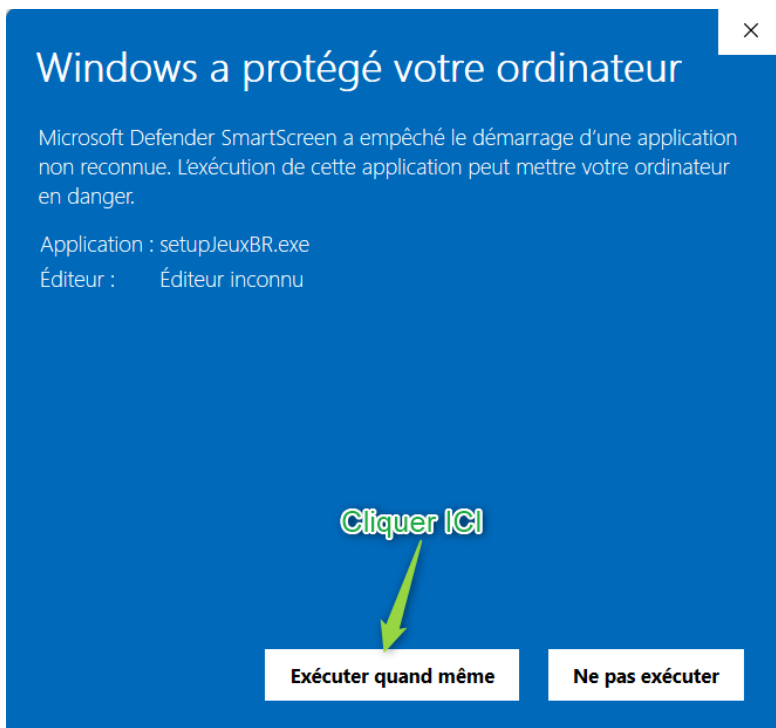 Windows a protégé votre ordinateur
Microsoft Defender SmartScreen a empêché le démarrage d’une application
non reconnue. L’exécution de cette application peut mettre votre ordinateur
en danger.
Application : setupJeuxBR.exe
Éditeur : Éditeur inconnu
Cliquer ICI
Exécuter quand même Ne pas exécuter